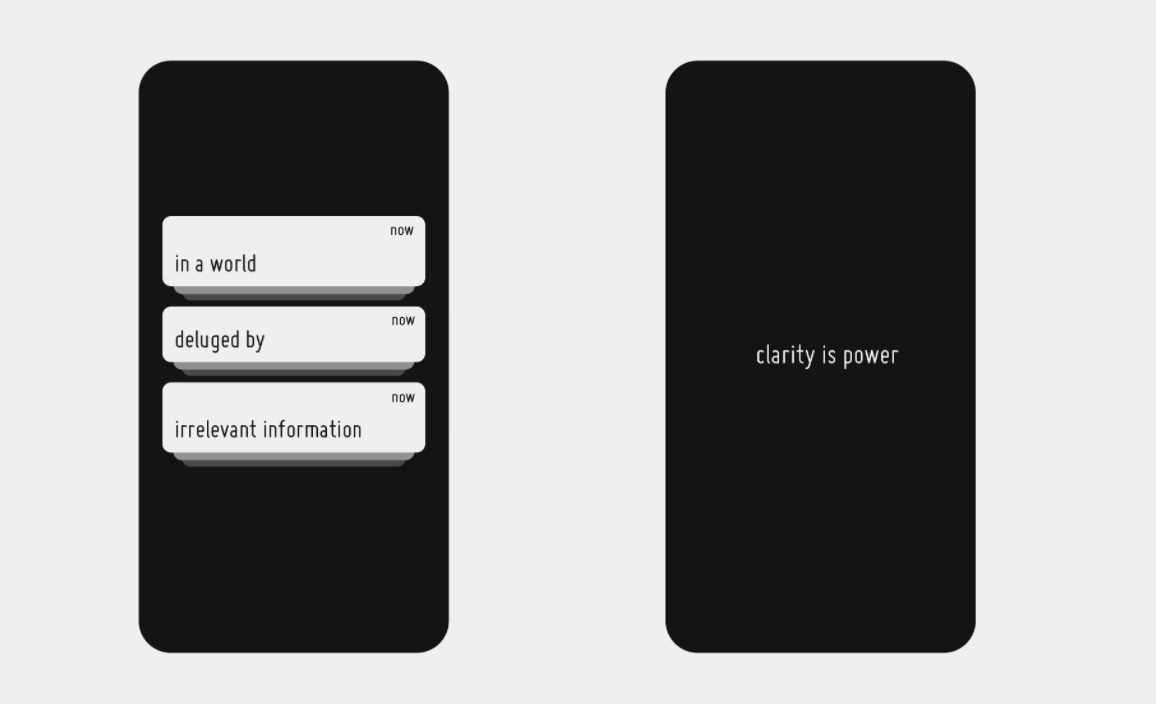 now
in a world
now
deluged by
now
irrelevant information
clarity is power